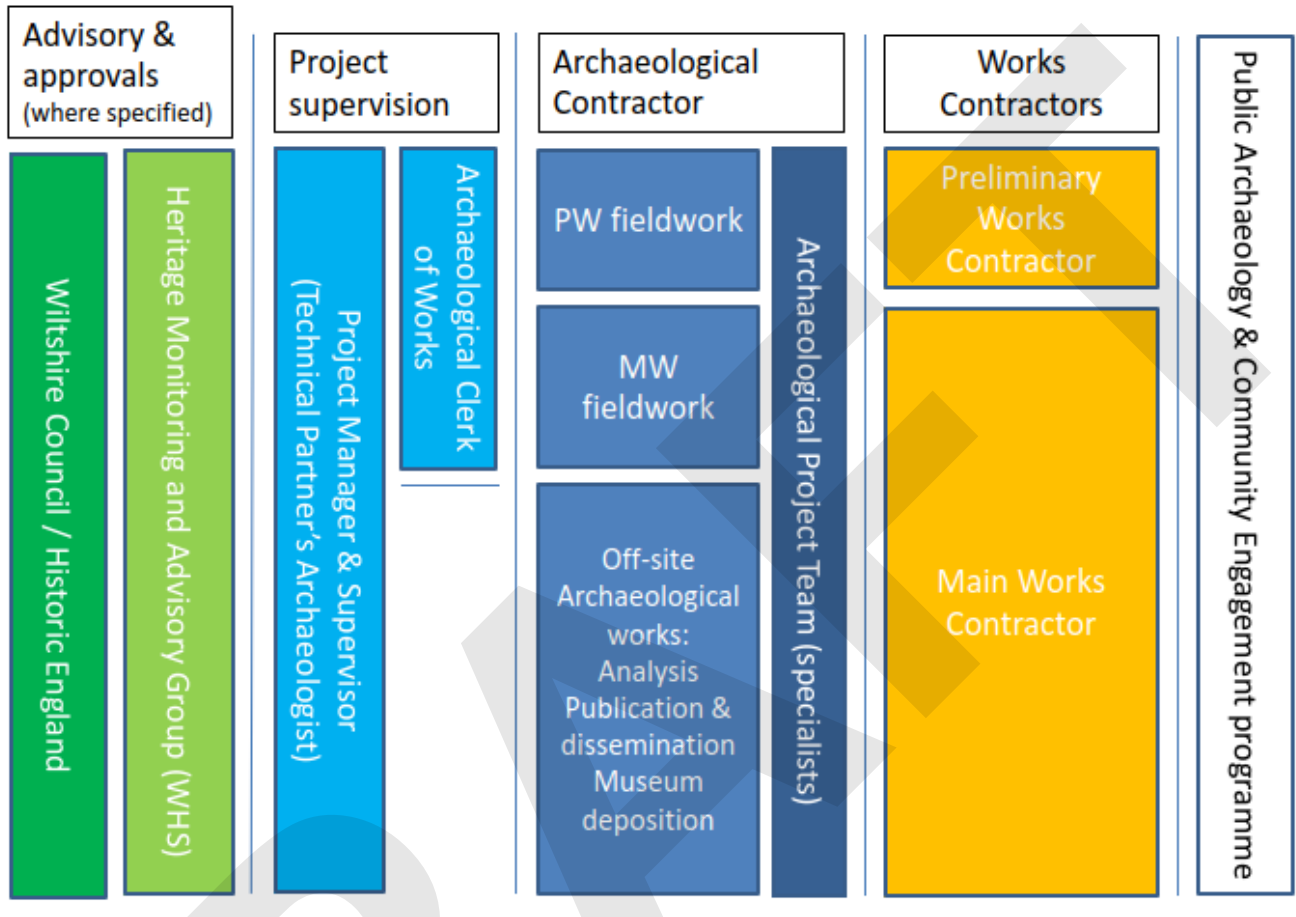 Advisory &
approvals
(where specified)
Wiltshire Council / Historic England
Heritage Monitoring and Advisory Group (WHS)
Project
supervision
Project Manager & Supervisor
(Technical Partner's Archaeologist)
Archaeological Clerk
of Works
Archaeological
Contractor
PW fieldwork
MW
fieldwork
Off-site
Archaeological
works:
Analysis
Publication &
dissemination
Museum
deposition
Archaeological Project Team (specialists)
Works
Contractors
Preliminary
Works
Contractor
Main Works
Contractor
Public Archaeology & Community Engagement programme
DRAFT